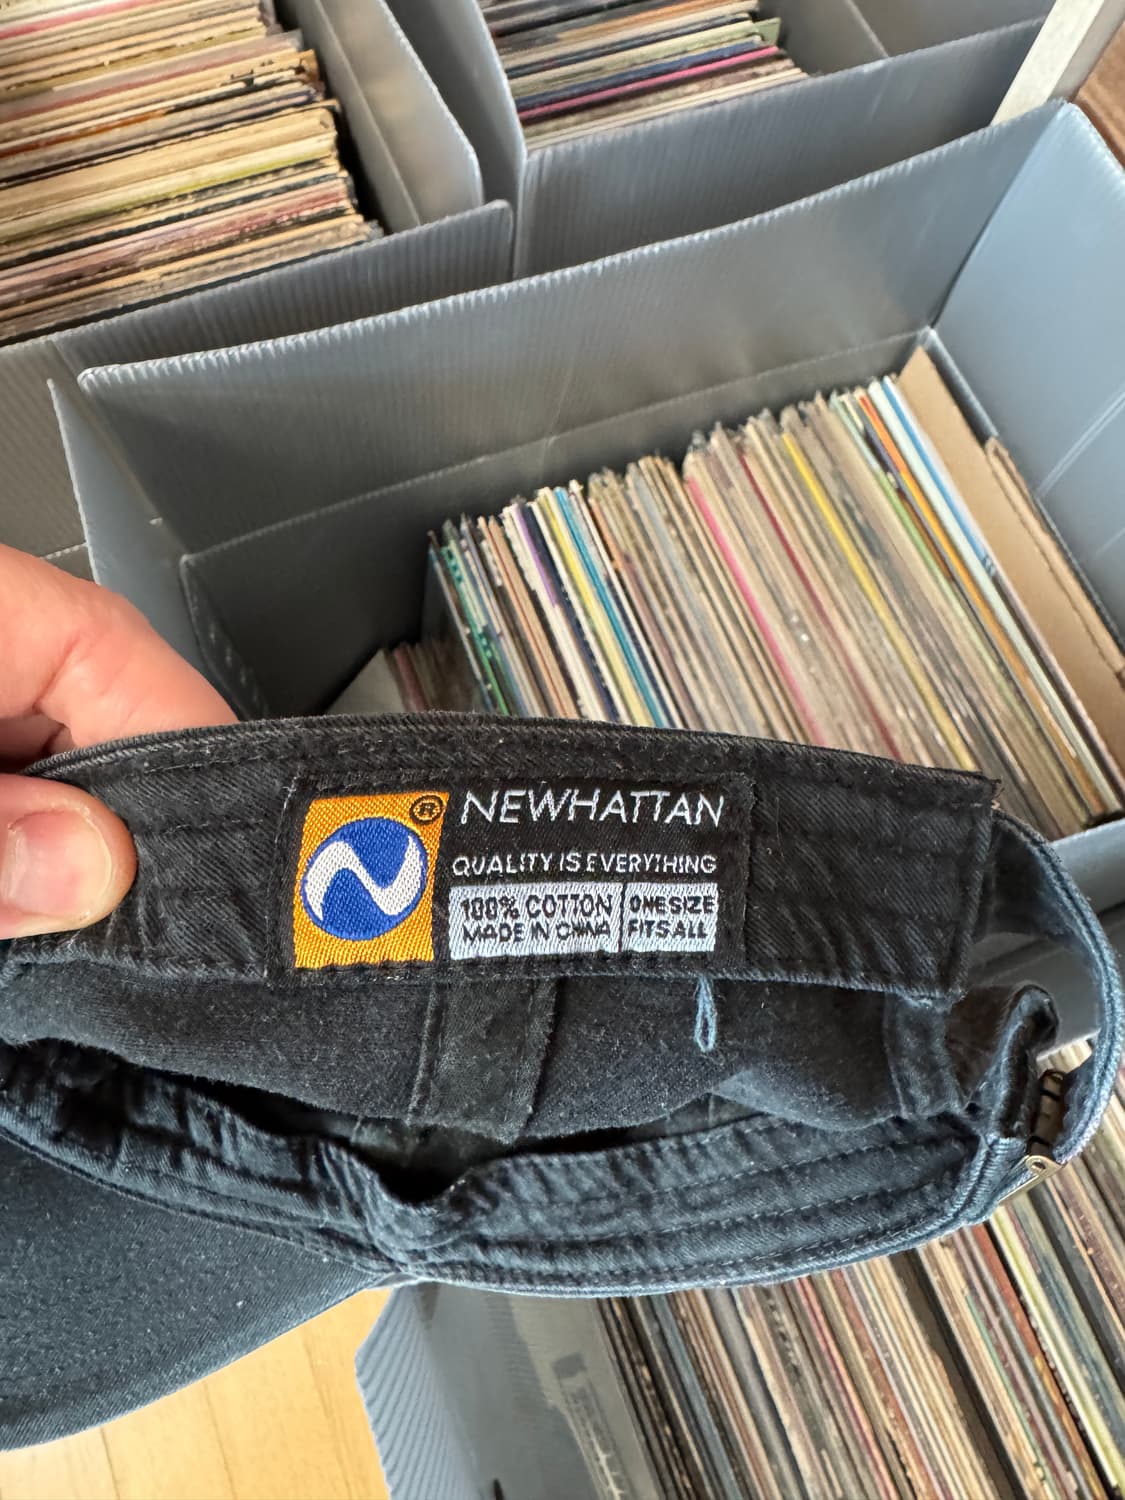 ®
NEWHATTAN
QUALITY IS EVERYTHING
100% COTTON
MADE IN CHINA
ONE SIZE
FITS ALL